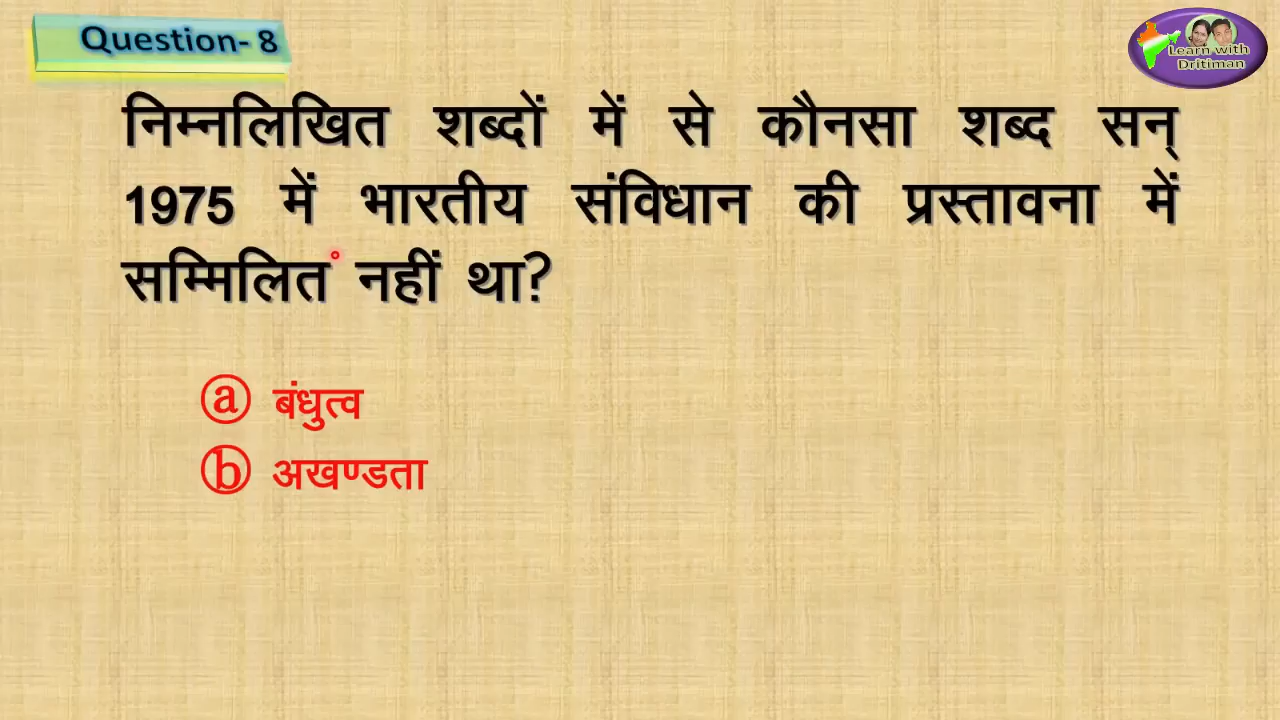 Question- 8
Learn with
Dritiman
निम्नलिखित शब्दों में से कौनसा शब्द सन्
1975 में भारतीय संविधान की प्रस्तावना में
सम्मिलित नहीं था?
ⓐ बंधुत्व
ⓑ अखण्डता